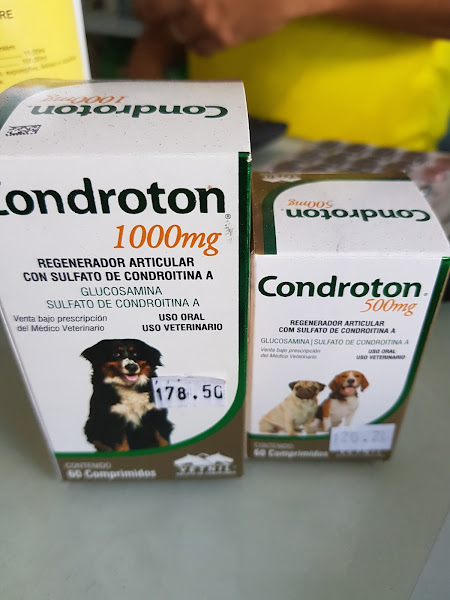 Condroton
1000mg
Condroton®
1000mg
REGENERADOR ARTICULAR
CON SULFATO DE CONDROITINA A
GLUCOSAMINA
SULFATO DE CONDROITINA A
Venta bajo prescripción
del Médico Veterinario
USO ORAL
USO VETERINARIO
178.50
CONTENIDO
60 Comprimidos
VETNIL
Condroton
500mg
Condroton®
500mg
REGENERADOR ARTICULAR
CON SULFATO DE CONDROITINA A
GLUCOSAMINA | SULFATO DE CONDROITINA A
Venta bajo prescripción
del Médico Veterinario
USO ORAL
USO VETERINARIO
CONTENIDO
60 Comprimidos
VETNIL